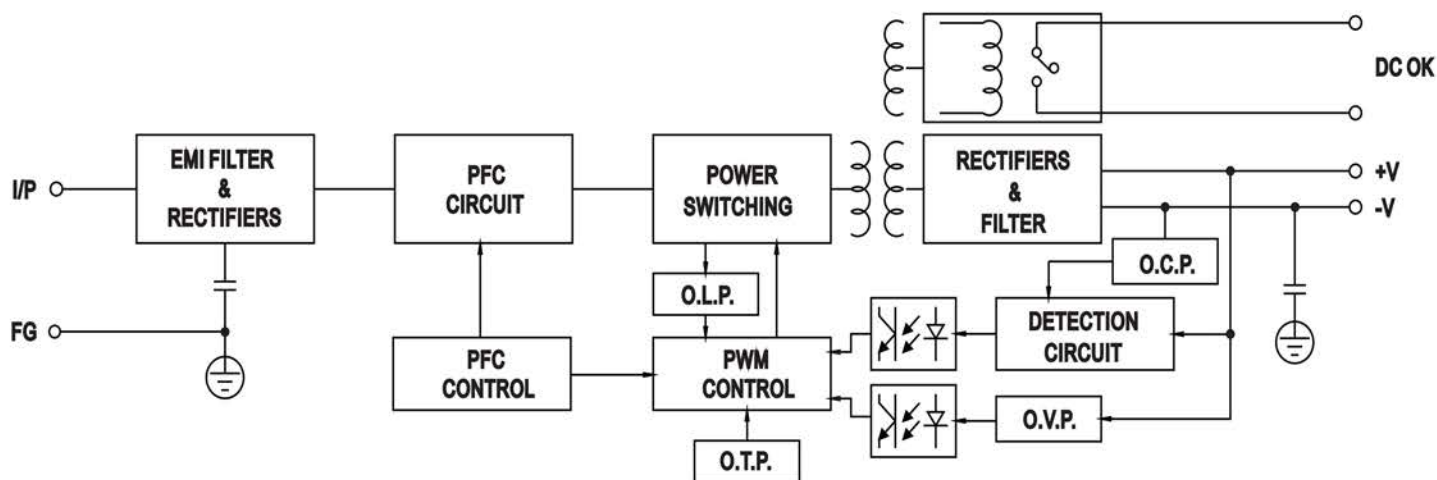 DC OK
I/P
EMI FILTER
&
RECTIFIERS
PFC
CIRCUIT
POWER
SWITCHING
RECTIFIERS
&
FILTER
+V
-V
O.C.P.
O.L.P.
FG
PFC
CONTROL
PWM
CONTROL
DETECTION
CIRCUIT
O.V.P.
O.T.P.